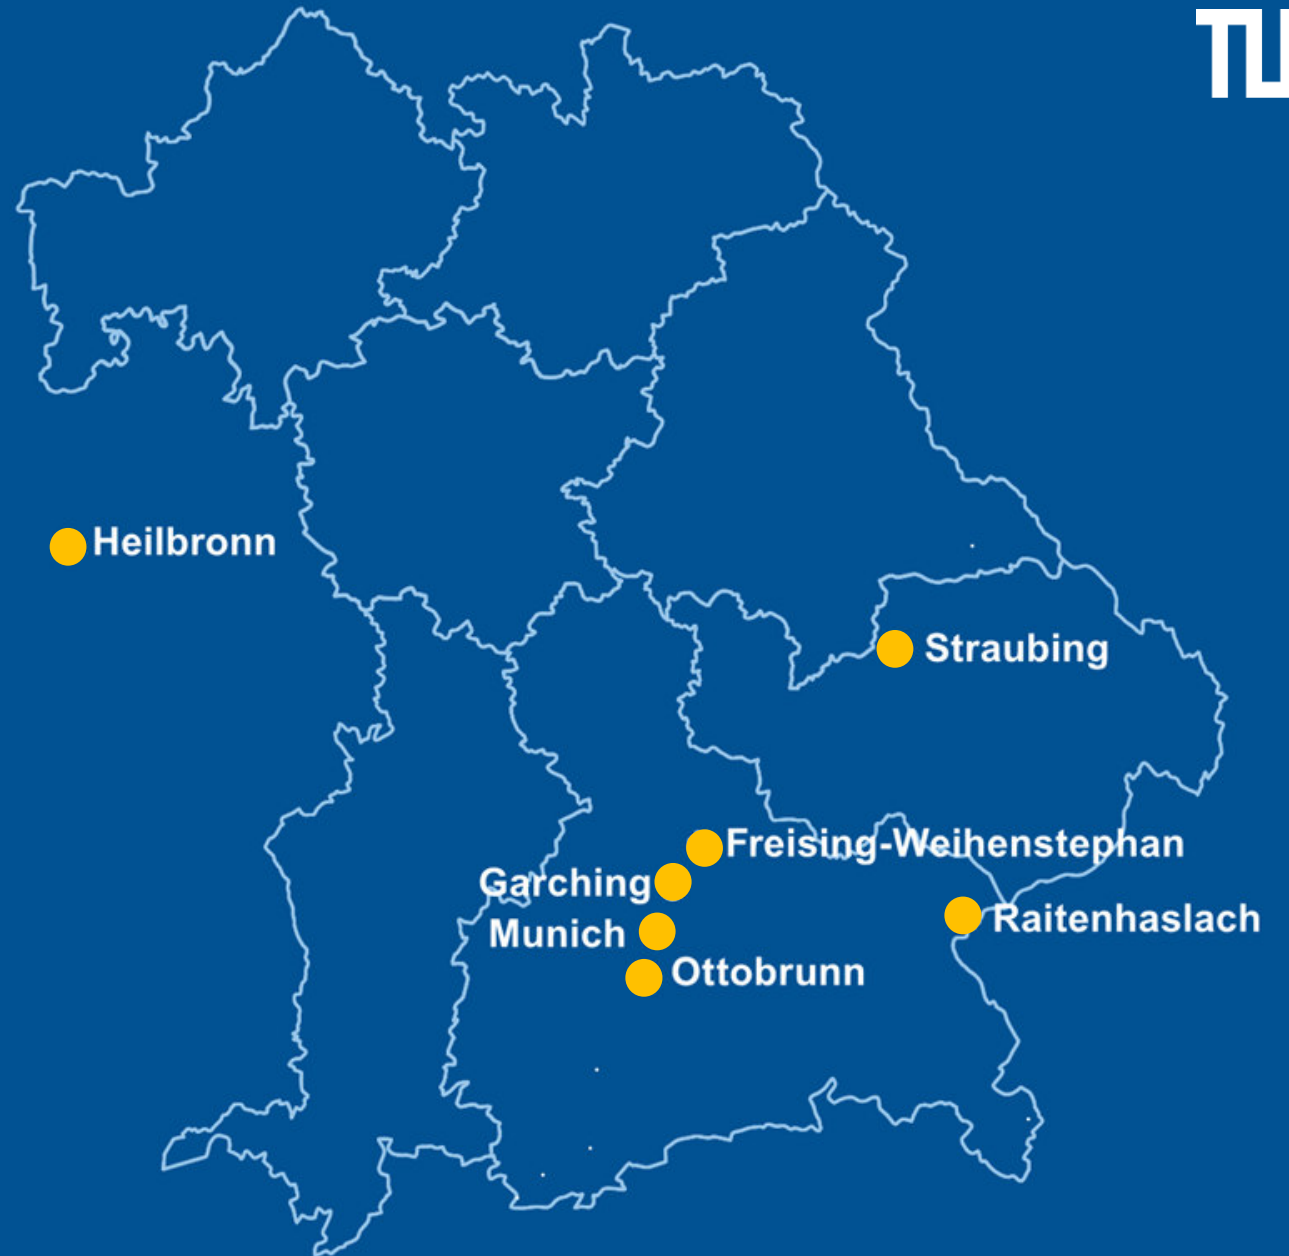 TU
Heilbronn
Straubing
Freising-Weihenstephan
Garching
Raitenhaslach
Munich
Ottobrunn